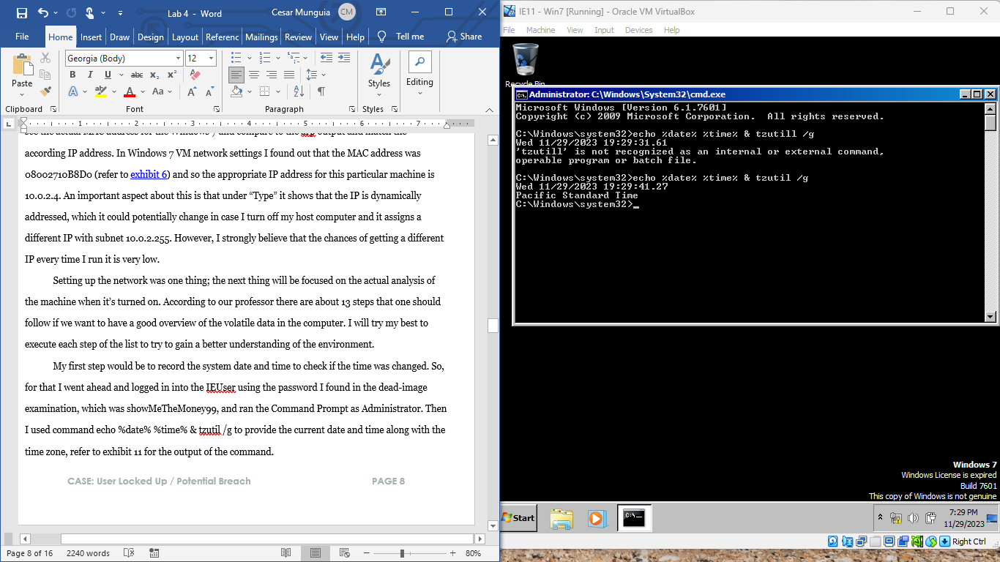 Lab 4 - Word
Cesar Munguia
CM
File
Home
Insert
Draw
Design
Layout
Referenc
Mailings
Review
View
Help
Tell me
Share
Paste
Georgia (Body)
12
Styles
Editing
Clipboard
Font
Paragraph
Styles
according IP address. In Windows 7 VM network settings I found out that the MAC address was
08002710B8D0 (refer to exhibit 6) and so the appropriate IP address for this particular machine is
10.0.2.4. An important aspect about this is that under “Type” it shows that the IP is dynamically
addressed, which it could potentially change in case I turn off my host computer and it assigns a
different IP with subnet 10.0.2.255. However, I strongly believe that the chances of getting a different
IP every time I run it is very low.
Setting up the network was one thing; the next thing will be focused on the actual analysis of
the machine when it’s turned on. According to our professor there are about 13 steps that one should
follow if we want to have a good overview of the volatile data in the computer. I will try my best to
execute each step of the list to try to gain a better understanding of the environment.
My first step would be to record the system date and time to check if the time was changed. So,
for that I went ahead and logged in into the IEUser using the password I found in the dead-image
examination, which was showMeTheMoney99, and ran the Command Prompt as Administrator. Then
I used command echo %date% %time% & tzutil /g to provide the current date and time along with the
time zone, refer to exhibit 11 for the output of the command.
CASE: User Locked Up / Potential Breach
PAGE 8
Page 8 of 16
2240 words
80%
IE11 - Win7 [Running] - Oracle VM VirtualBox
File
Machine
View
Input
Devices
Help
Recycle Bin
Administrator: C:\Windows\System32\cmd.exe
Microsoft Windows [Version 6.1.7601]
Copyright (c) 2009 Microsoft Corporation.  All rights reserved.
C:\Windows\system32>echo %date% %time% & tzutill /g
Wed 11/29/2023 19:29:31.61
'tzutill' is not recognized as an internal or external command,
operable program or batch file.
C:\Windows\system32>echo %date% %time% & tzutil /g
Wed 11/29/2023 19:29:41.27
Pacific Standard Time
C:\Windows\system32>
Windows 7
Windows License is expired
Build 7601
This copy of Windows is not genuine
Start
7:29 PM
11/29/2023
Right Ctrl